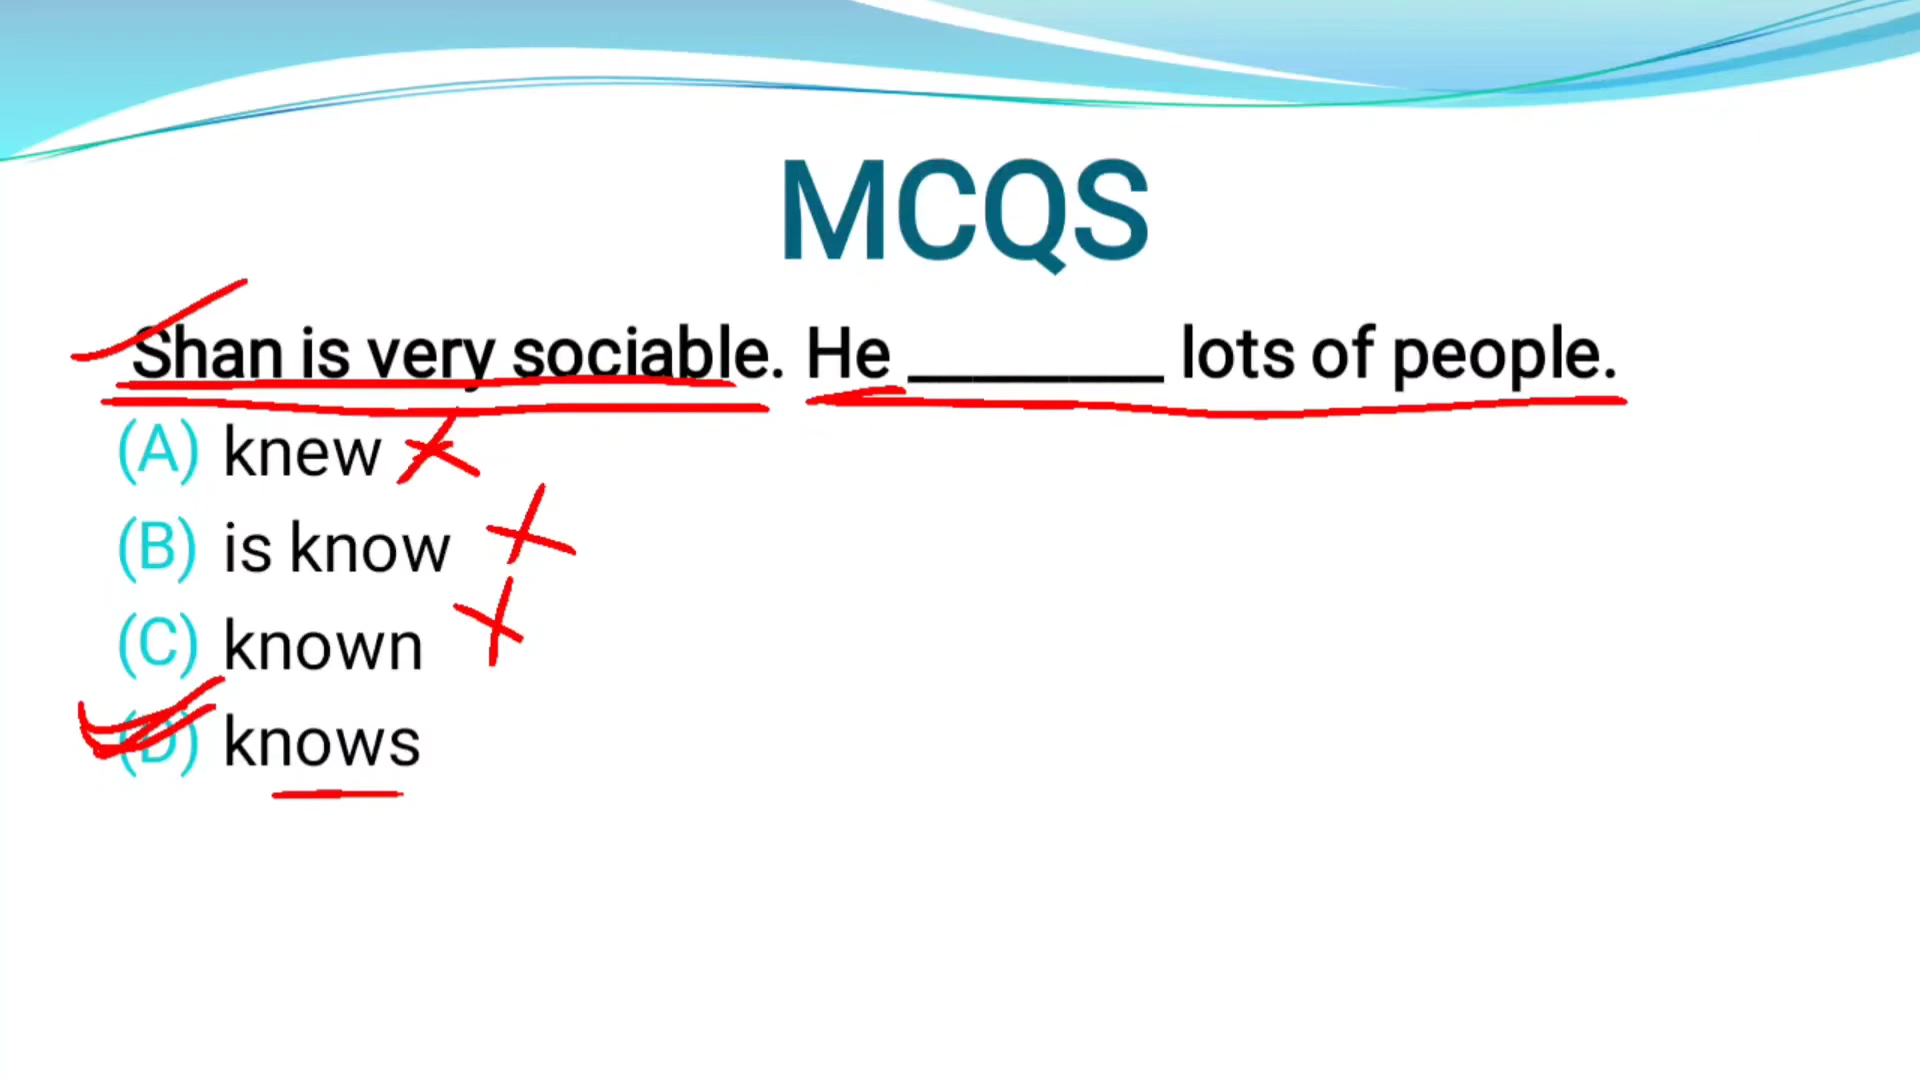 MCQS
Shan is very sociable. He ________ lots of people.
(A) knew
(B) is know
(C) known
(D) knows